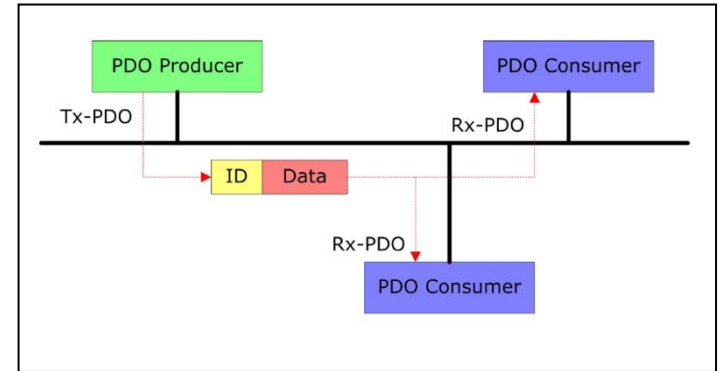 PDO Producer
PDO Consumer
Tx-PDO
Rx-PDO
ID
Data
Rx-PDO
PDO Consumer